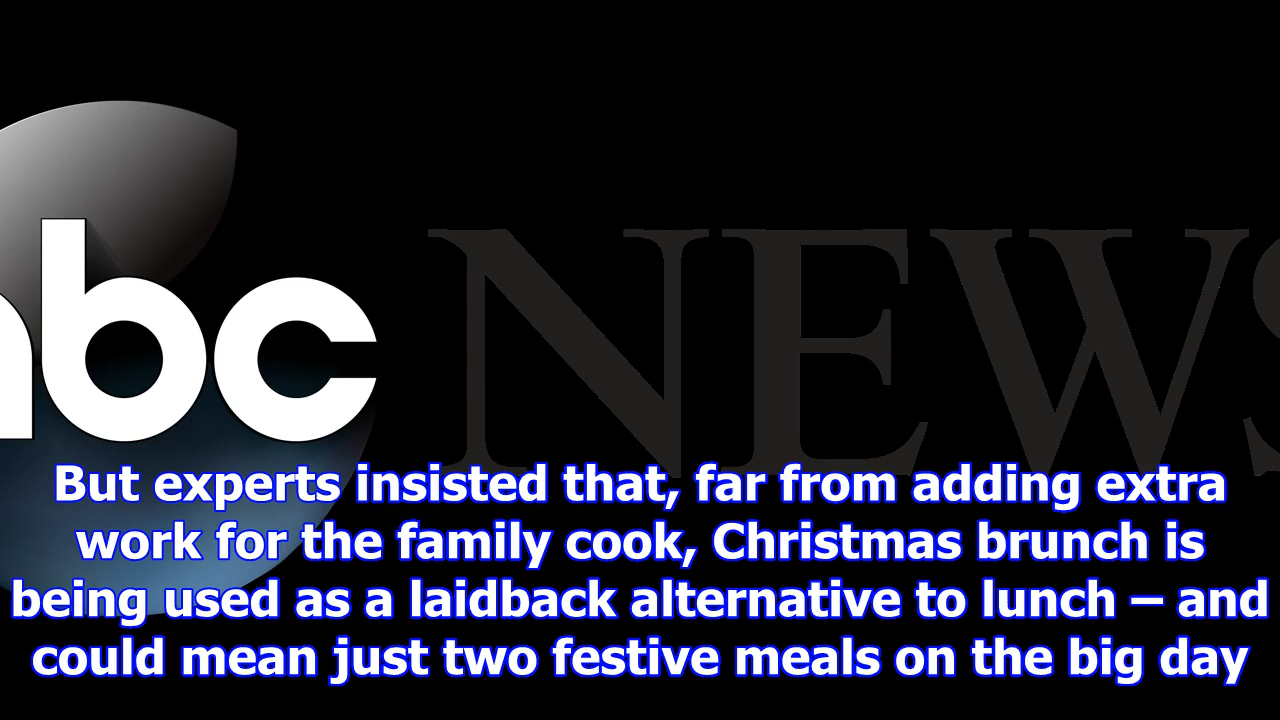 abc NEWS
But experts insisted that, far from adding extra
work for the family cook, Christmas brunch is
being used as a laidback alternative to lunch – and
could mean just two festive meals on the big day